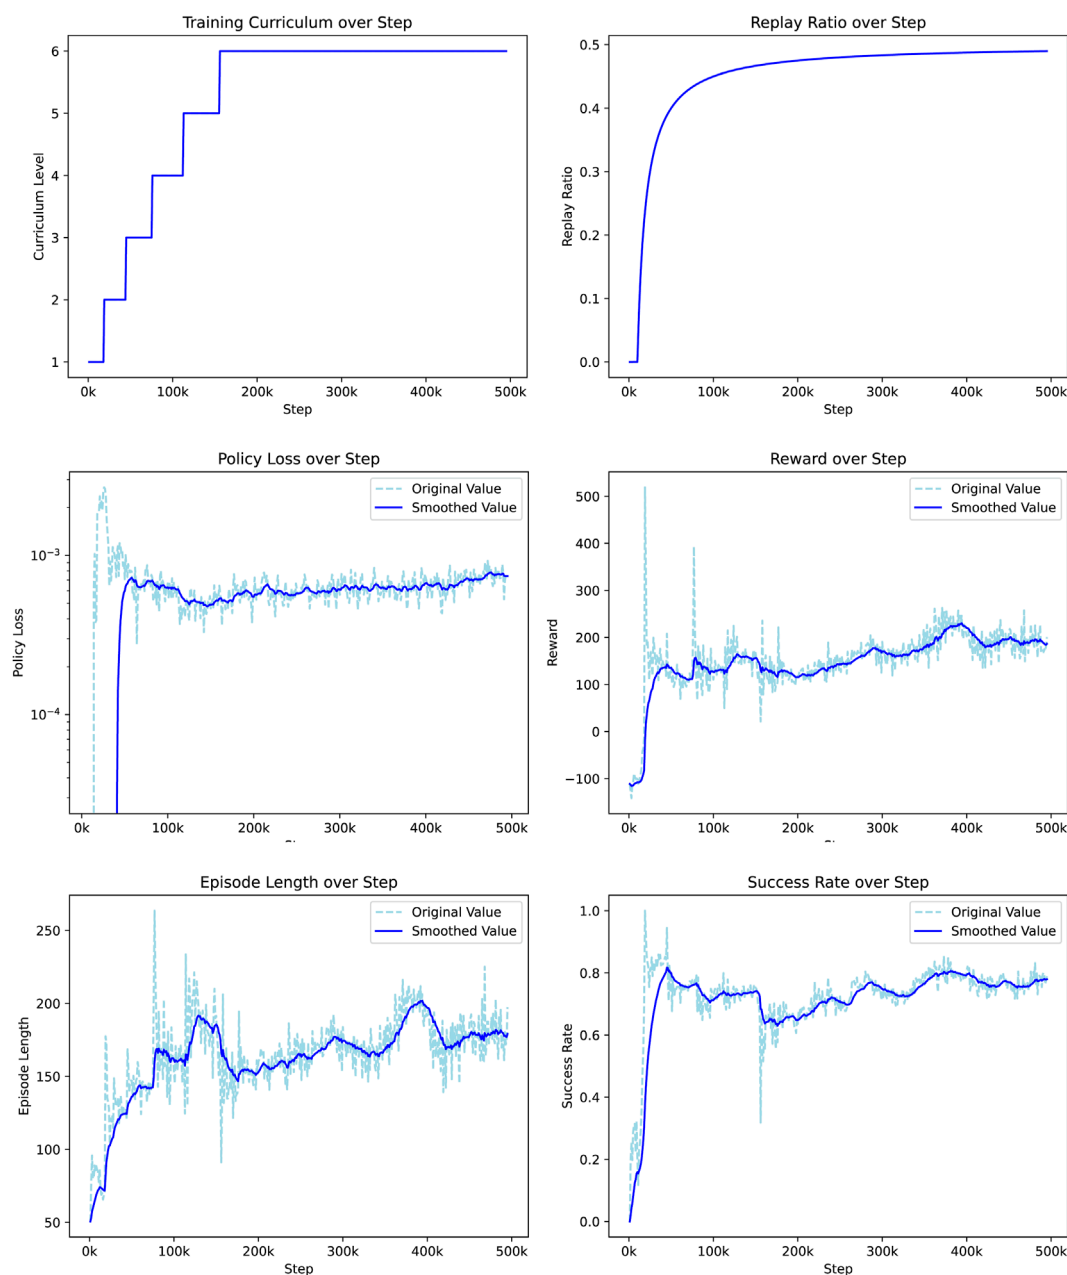 Training Curriculum over Step
6
5
4
3
2
1
Curriculum Level
0k 100k 200k 300k 400k 500k
Step
Replay Ratio over Step
0.5
0.4
0.3
0.2
0.1
0.0
Replay Ratio
0k 100k 200k 300k 400k 500k
Step
Policy Loss over Step
Original Value
Smoothed Value
10⁻³
10⁻⁴
Policy Loss
0k 100k 200k 300k 400k 500k
Reward over Step
Original Value
Smoothed Value
500
400
300
200
100
0
−100
Reward
0k 100k 200k 300k 400k 500k
Episode Length over Step
Original Value
Smoothed Value
250
200
150
100
50
Episode Length
0k 100k 200k 300k 400k 500k
Step
Success Rate over Step
Original Value
Smoothed Value
1.0
0.8
0.6
0.4
0.2
0.0
Success Rate
0k 100k 200k 300k 400k 500k
Step